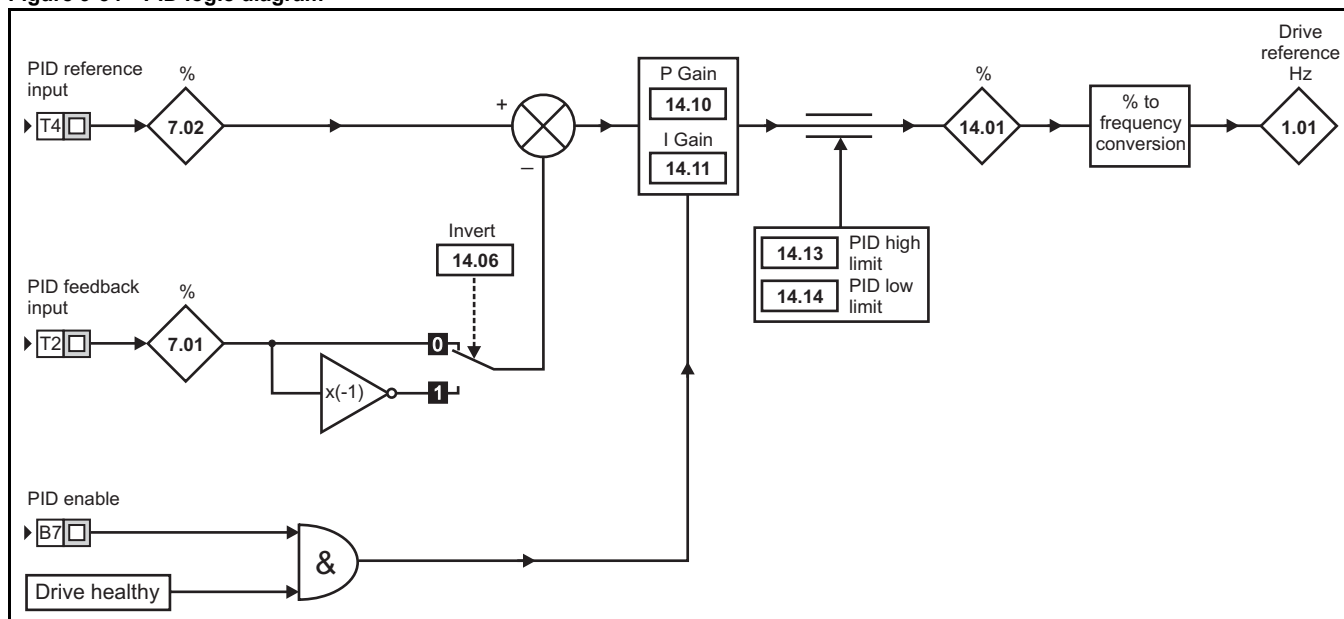 Figure PID logic diagram
PID reference
input
T4
%
7.02
+
–
P Gain
14.10
I Gain
14.11
%
14.01
% to
frequency
conversion
Drive
reference
Hz
1.01
Invert
14.06
14.13
PID high
limit
14.14
PID low
limit
PID feedback
input
T2
%
7.01
0
x(-1)
1
PID enable
B7
&
Drive healthy